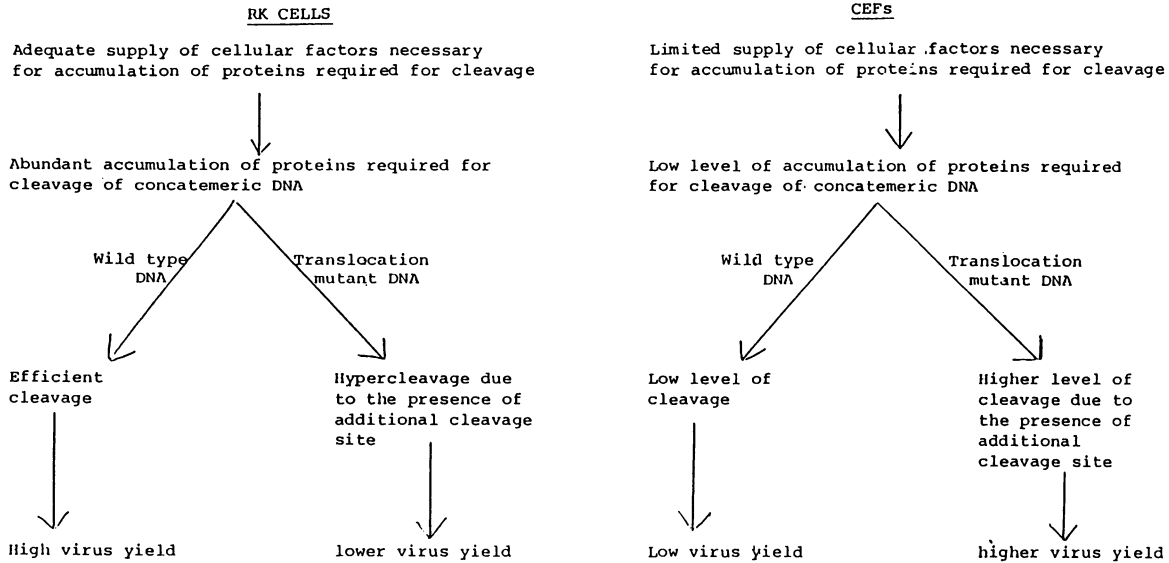 RK CELLS
Adequate supply of cellular factors necessary
for accumulation of proteins required for cleavage
Abundant accumulation of proteins required for
cleavage of concatemeric DNA
Wild type
DNA
Translocation
mutant DNA
Efficient
cleavage
Hypercleavage due
to the presence of
additional cleavage
site
High virus yield
lower virus yield
CEFs
Limited supply of cellular factors necessary
for accumulation of proteins required for cleavage
Low level of accumulation of proteins required
for cleavage of concatemeric DNA
Wild type
DNA
Translocation
mutant DNA
Low level of
cleavage
Higher level of
cleavage due to
the presence of
additional
cleavage site
Low virus yield
higher virus yield